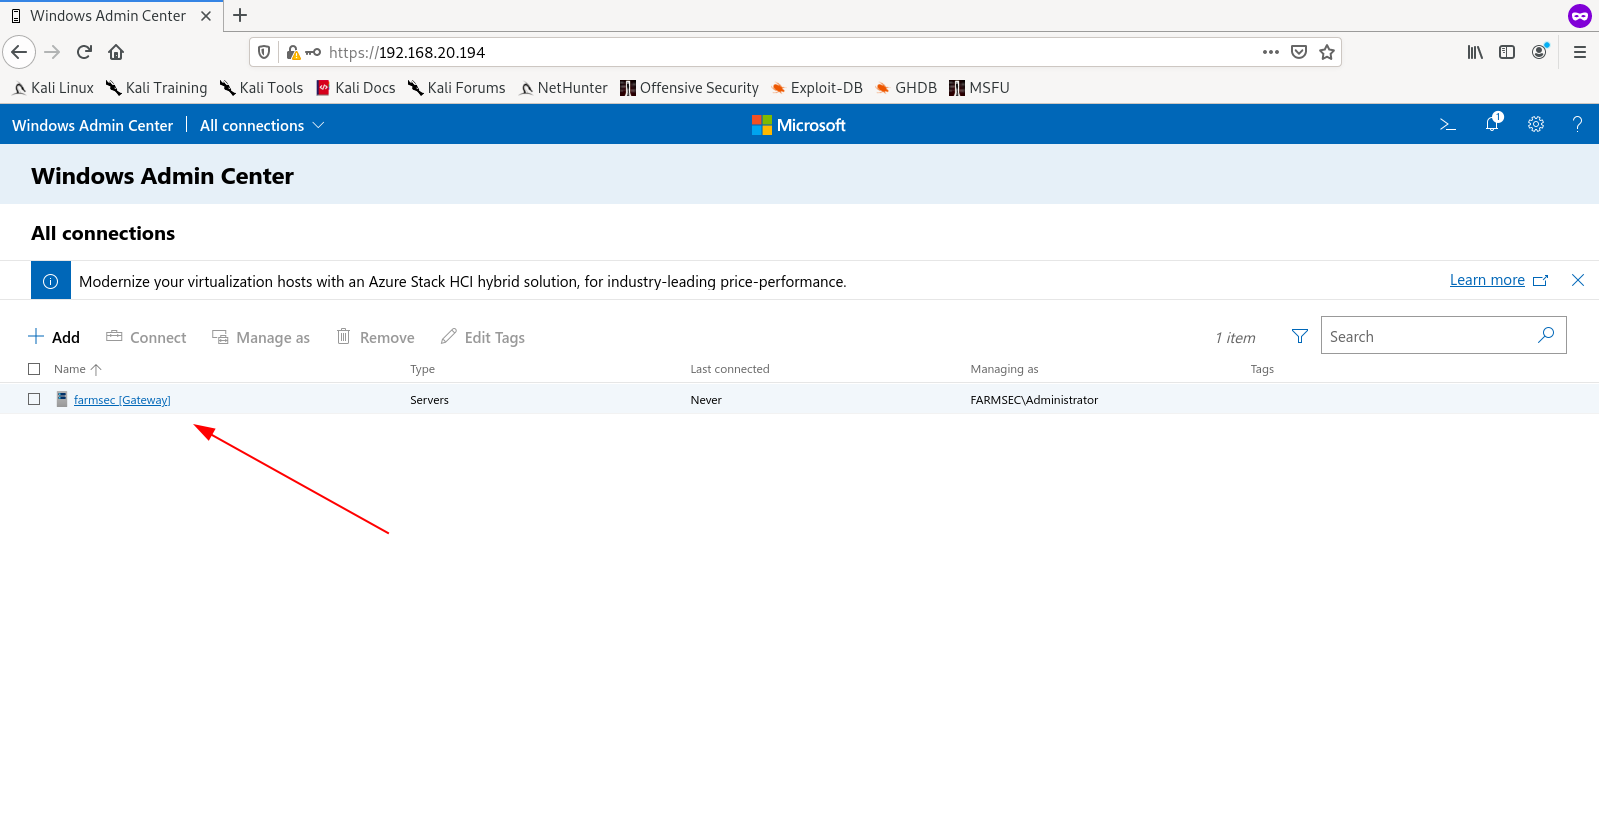 Windows Admin Center
https://192.168.20.194
Kali Linux Kali Training Kali Tools Kali Docs Kali Forums NetHunter Offensive Security Exploit-DB GHDB MSFU
Windows Admin Center All connections Microsoft 1 ?
Windows Admin Center
All connections
Modernize your virtualization hosts with an Azure Stack HCI hybrid solution, for industry-leading price-performance. Learn more
Add Connect Manage as Remove Edit Tags 1 item Search
Name Type Last connected Managing as Tags
farmsec [Gateway] Servers Never FARMSEC\Administrator